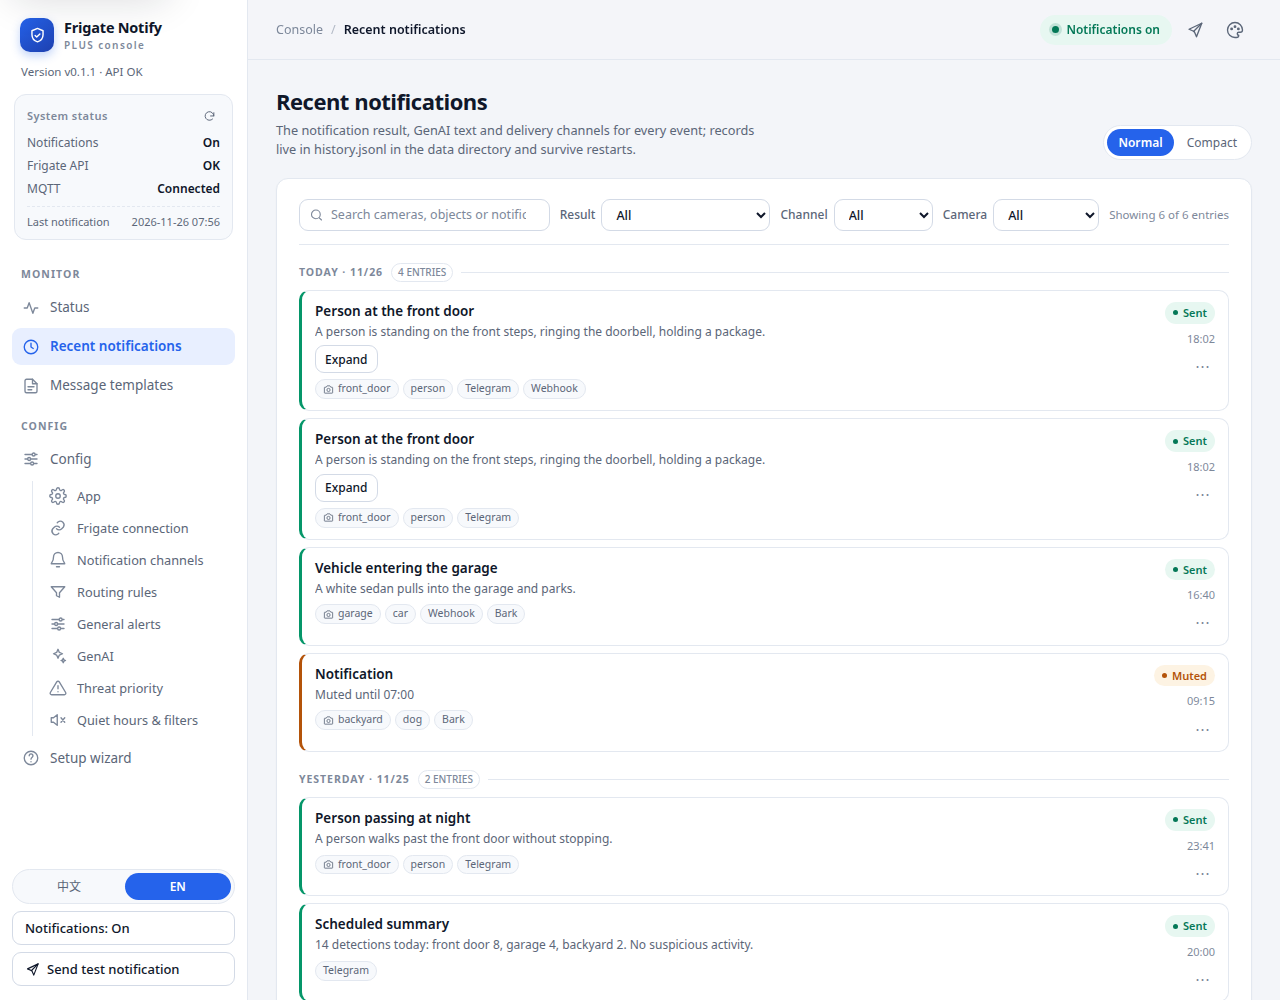 Frigate Notify
PLUS console
Version v0.1.1 · API OK
System status
Notifications On
Frigate API OK
MQTT Connected
Last notification 2026-11-26 07:56
MONITOR
Status
Recent notifications
Message templates
CONFIG
Config
App
Frigate connection
Notification channels
Routing rules
General alerts
GenAI
Threat priority
Quiet hours & filters
Setup wizard
中文 EN
Notifications: On
Send test notification
Console / Recent notifications
Notifications on
Recent notifications
The notification result, GenAI text and delivery channels for every event; records
live in history.jsonl in the data directory and survive restarts.
Normal Compact
Search cameras, objects or notific Result All Channel All Camera All Showing 6 of 6 entries
TODAY · 11/26 4 ENTRIES
Person at the front door Sent
A person is standing on the front steps, ringing the doorbell, holding a package. 18:02
Expand ...
front_door person Telegram Webhook
Person at the front door Sent
A person is standing on the front steps, ringing the doorbell, holding a package. 18:02
Expand ...
front_door person Telegram
Vehicle entering the garage Sent
A white sedan pulls into the garage and parks. 16:40
garage car Webhook Bark ...
Notification Muted
Muted until 07:00 09:15
backyard dog Bark ...
YESTERDAY · 11/25 2 ENTRIES
Person passing at night Sent
A person walks past the front door without stopping. 23:41
front_door person Telegram ...
Scheduled summary Sent
14 detections today: front door 8, garage 4, backyard 2. No suspicious activity. 20:00
Telegram ...